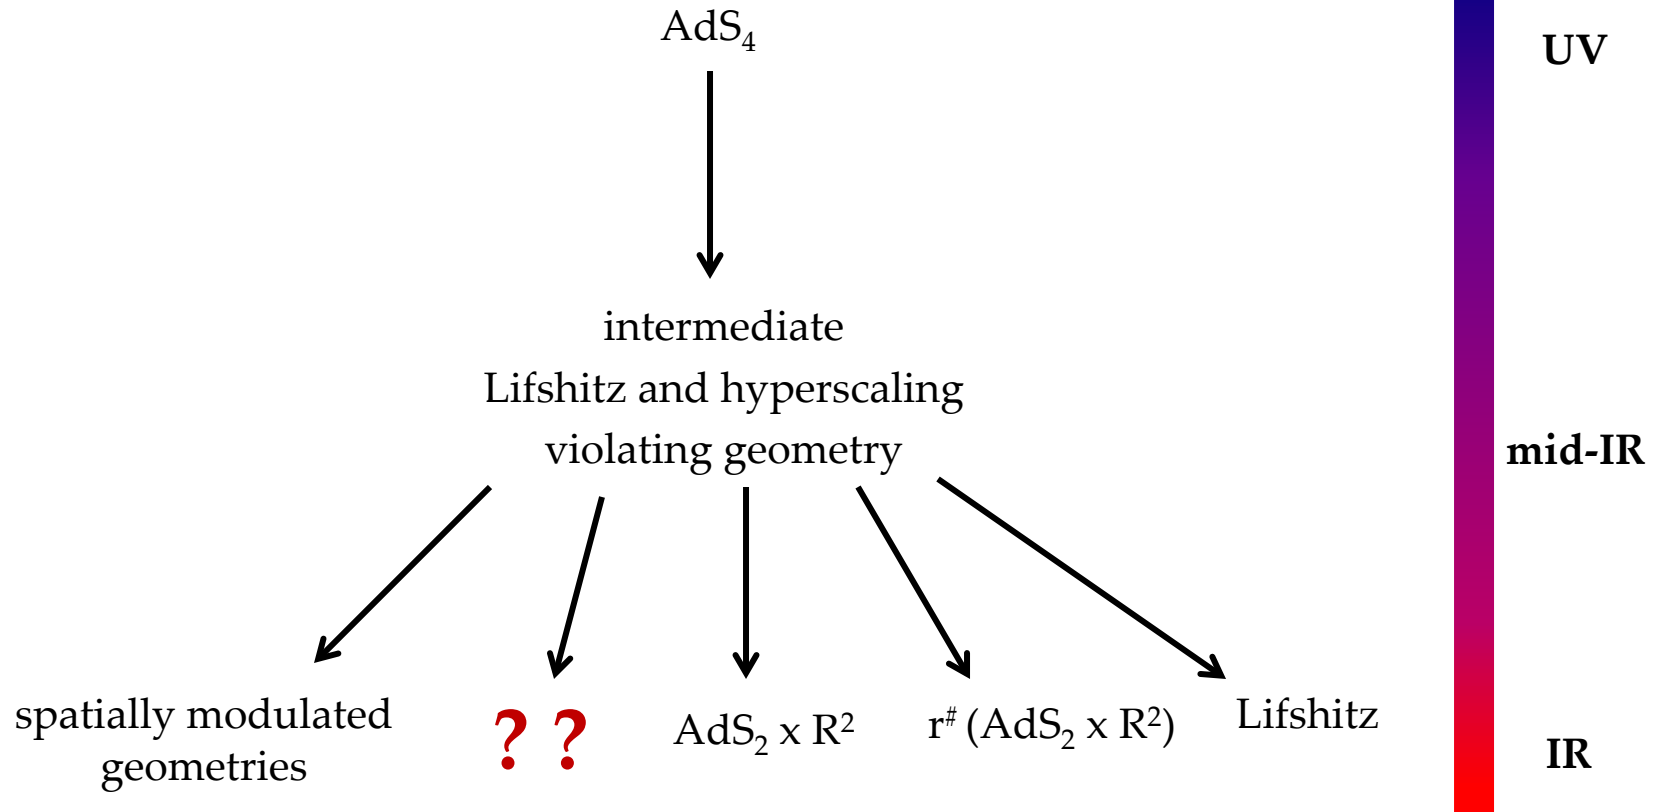 AdS₄
UV
intermediate
Lifshitz and hyperscaling
violating geometry
mid-IR
spatially modulated
geometries
? ?
AdS₂ x R²
r^# (AdS₂ x R²)
Lifshitz
IR